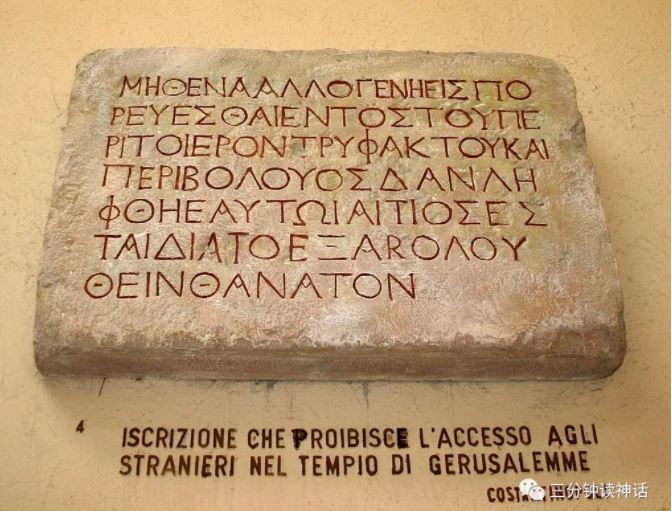 ΜΗΘΕΝΑΑΛΛΟΓΕΝΗΕΙΣΠΟ
ΡΕΥΕΣΘΑΙΕΝΤΟΣΤΟΥΠΕ
ΡΙΤΟΙΕΡΟΝΤΡΥΦΑΚΤΟΥΚΑΙ
ΠΕΡΙΒΟΛΟΥΟΣΔΑΝΛΗ
ΦΘΗΕΑΥΤΩΙΑΙΤΙΟΣΕΣ
ΤΑΙΔΙΑΤΟΕΞΑRΟΛΟΥ
ΘΕΙΝΘΑΝΑΤΟΝ
4
ISCRIZIONE CHE PROIBISCE L'ACCESSO AGLI
STRANIERI NEL TEMPIO DI GERUSALEMME
三分钟读神话